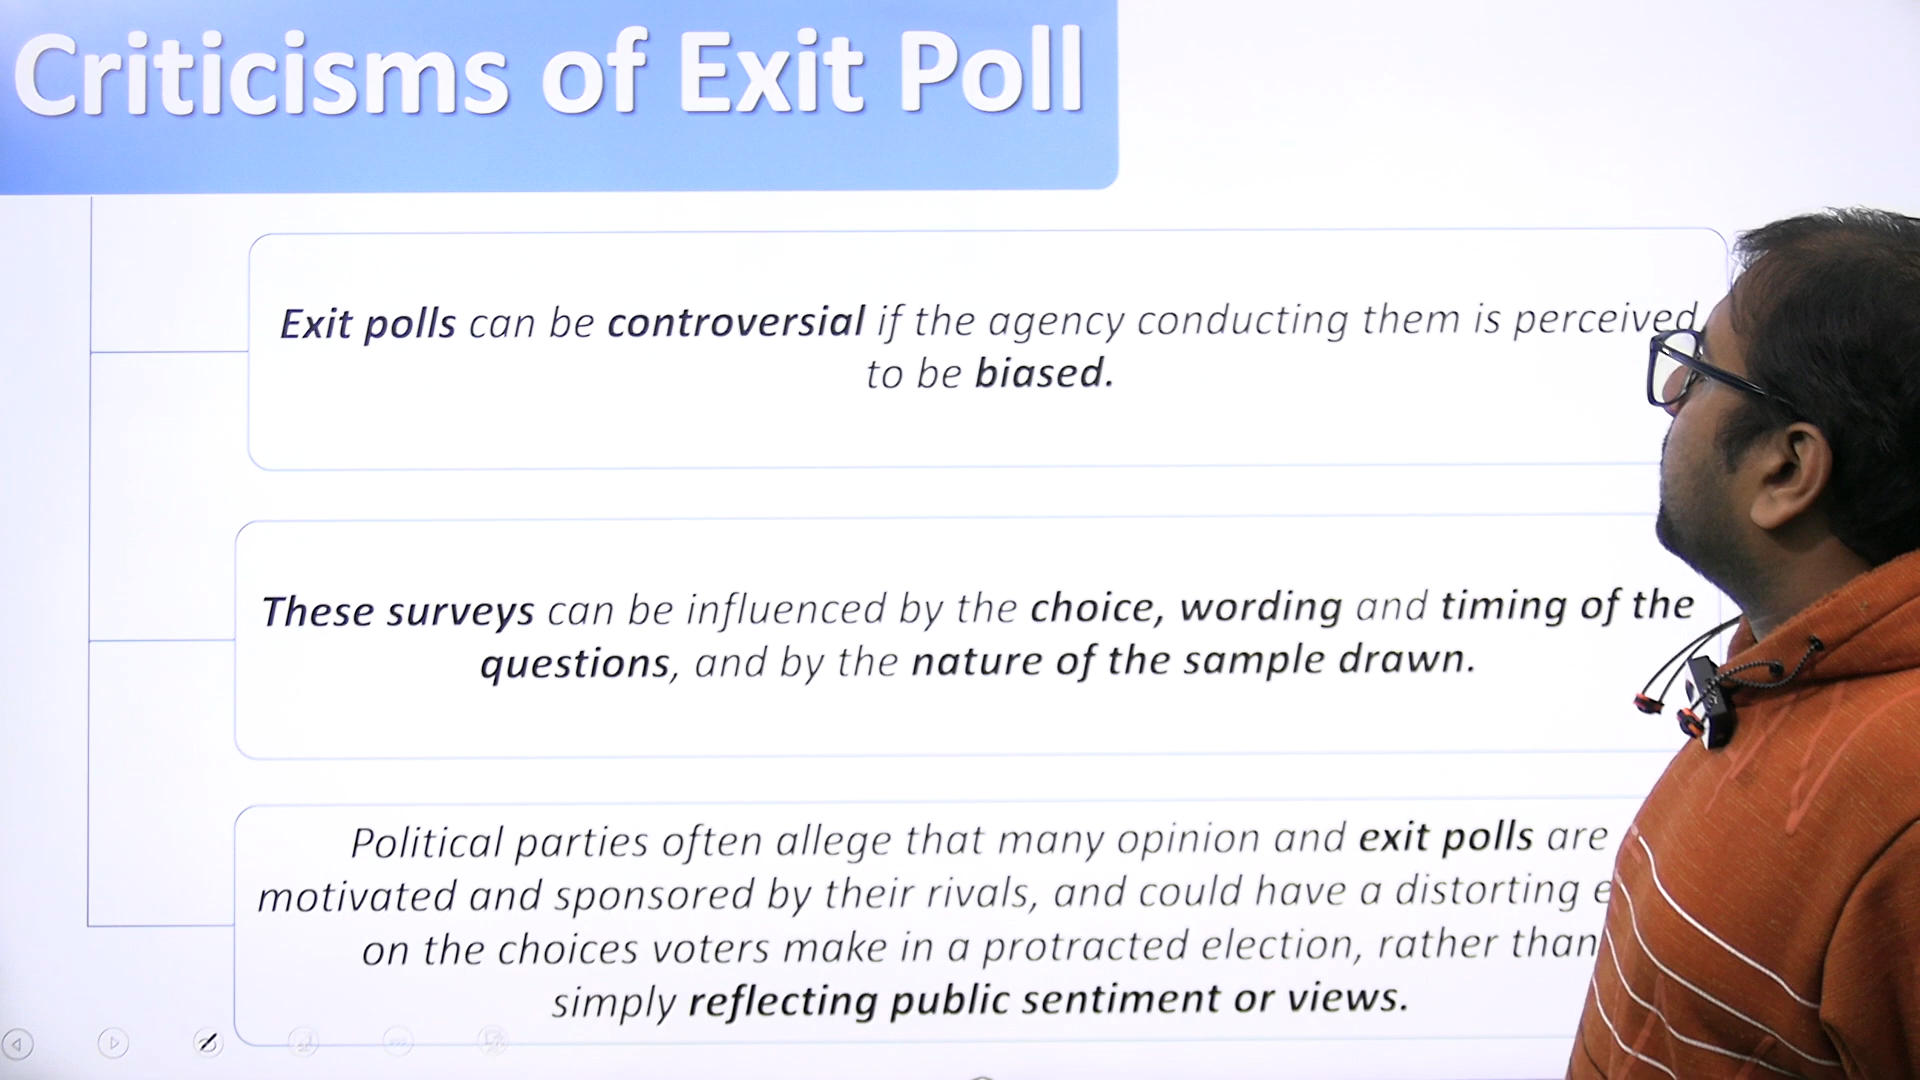 Criticisms of Exit Poll
Exit polls can be controversial if the agency conducting them is perceived
to be biased.
These surveys can be influenced by the choice, wording and timing of the
questions, and by the nature of the sample drawn.
Political parties often allege that many opinion and exit polls are
motivated and sponsored by their rivals, and could have a distorting
on the choices voters make in a protracted election, rather than
simply reflecting public sentiment or views.